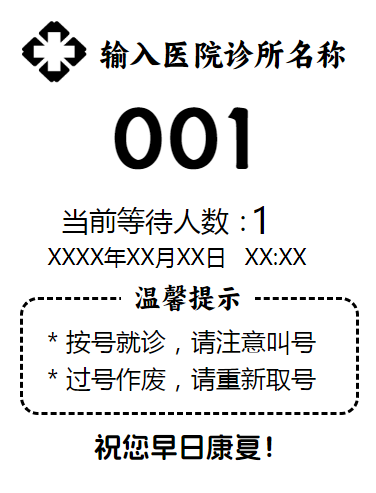 输入医院诊所名称
001
当前等待人数：1
XXXX年XX月XX日 XX:XX
温馨提示
* 按号就诊，请注意叫号
* 过号作废，请重新取号
祝您早日康复！